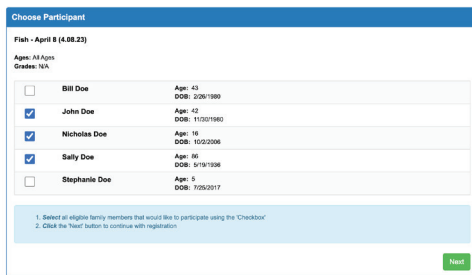 Choose Participant
Fish - April 8 (4.08.23)
Ages: All Ages
Grades: N/A
Bill Doe Age: 43
DOB: 2/26/1980
John Doe Age: 42
DOB: 11/30/1980
Nicholas Doe Age: 16
DOB: 10/2/2006
Sally Doe Age: 86
DOB: 5/19/1936
Stephanie Doe Age: 5
DOB: 7/25/2017
1. Select all eligible family members that would like to participate using the 'Checkbox'
2. Click the 'Next' button to continue with registration
Next